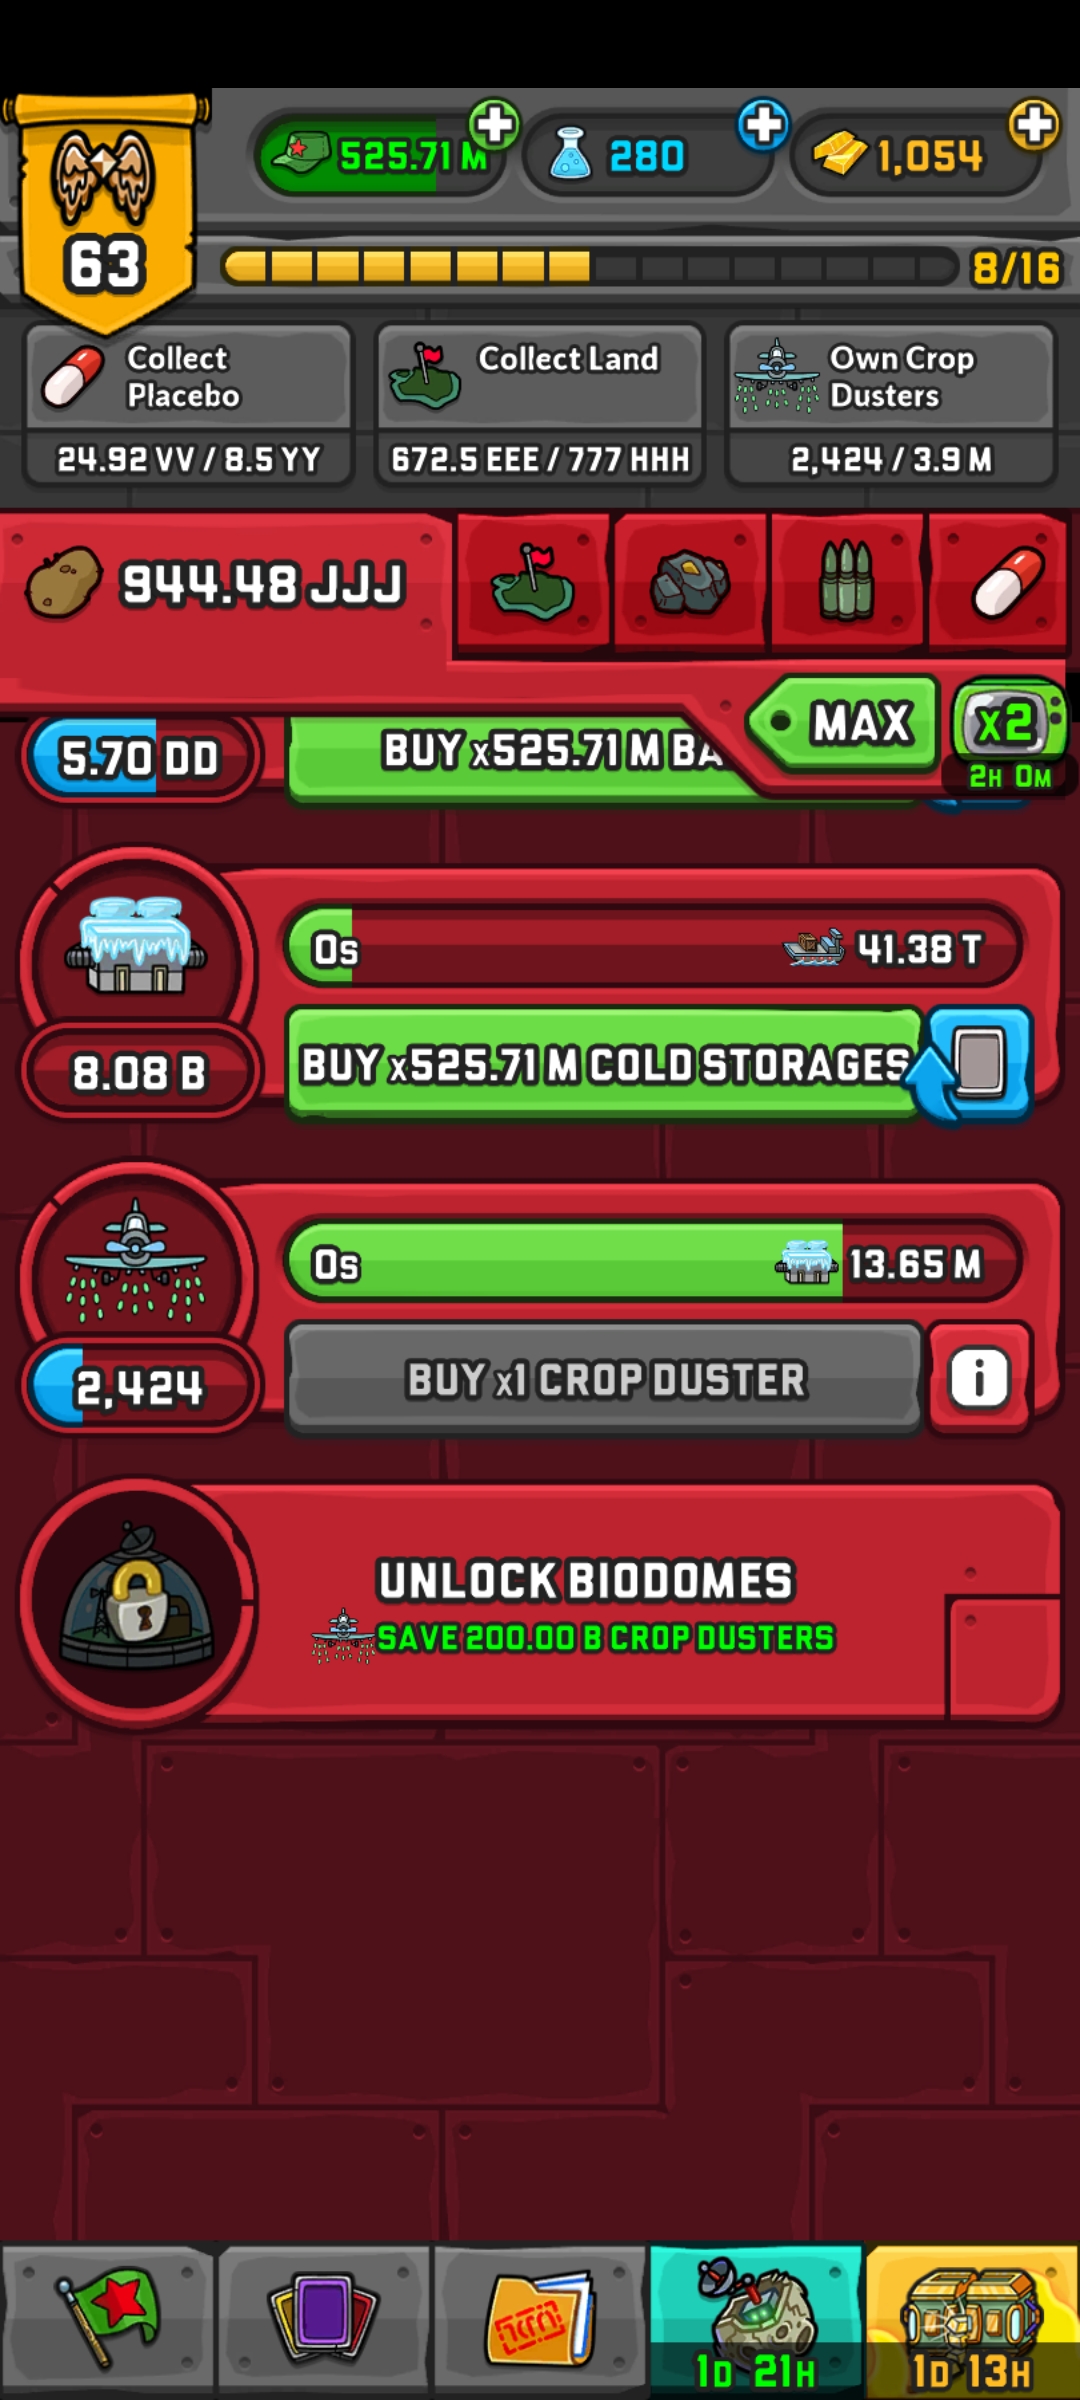 525.71 M
280
1,054
63
8/16
Collect
Placebo
24.92 VV / 8.5 YY
Collect Land
672.5 EEE / 777 HHH
Own Crop
Dusters
2,424 / 3.9 M
944.48 JJJ
MAX
x2
2H 0M
5.70 DD
BUY x525.71 M BA
0s
41.38 T
8.08 B
BUY x525.71 M COLD STORAGES
0s
13.65 M
2,424
BUY x1 CROP DUSTER
i
UNLOCK BIODOMES
SAVE 200.00 B CROP DUSTERS
1D 21H
1D 13H